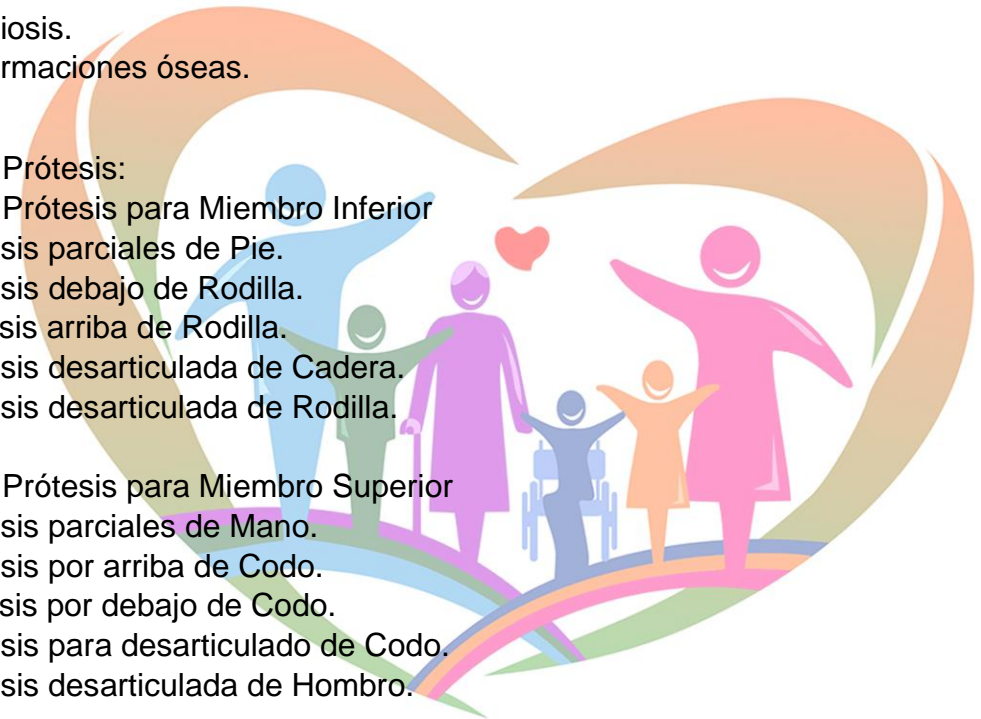 iosis.
rmaciones óseas.
Prótesis:
Prótesis para Miembro Inferior
sis parciales de Pie.
sis debajo de Rodilla.
sis arriba de Rodilla.
sis desarticulada de Cadera.
sis desarticulada de Rodilla.
Prótesis para Miembro Superior
sis parciales de Mano.
sis por arriba de Codo.
sis por debajo de Codo.
sis para desarticulado de Codo.
sis desarticulada de Hombro.